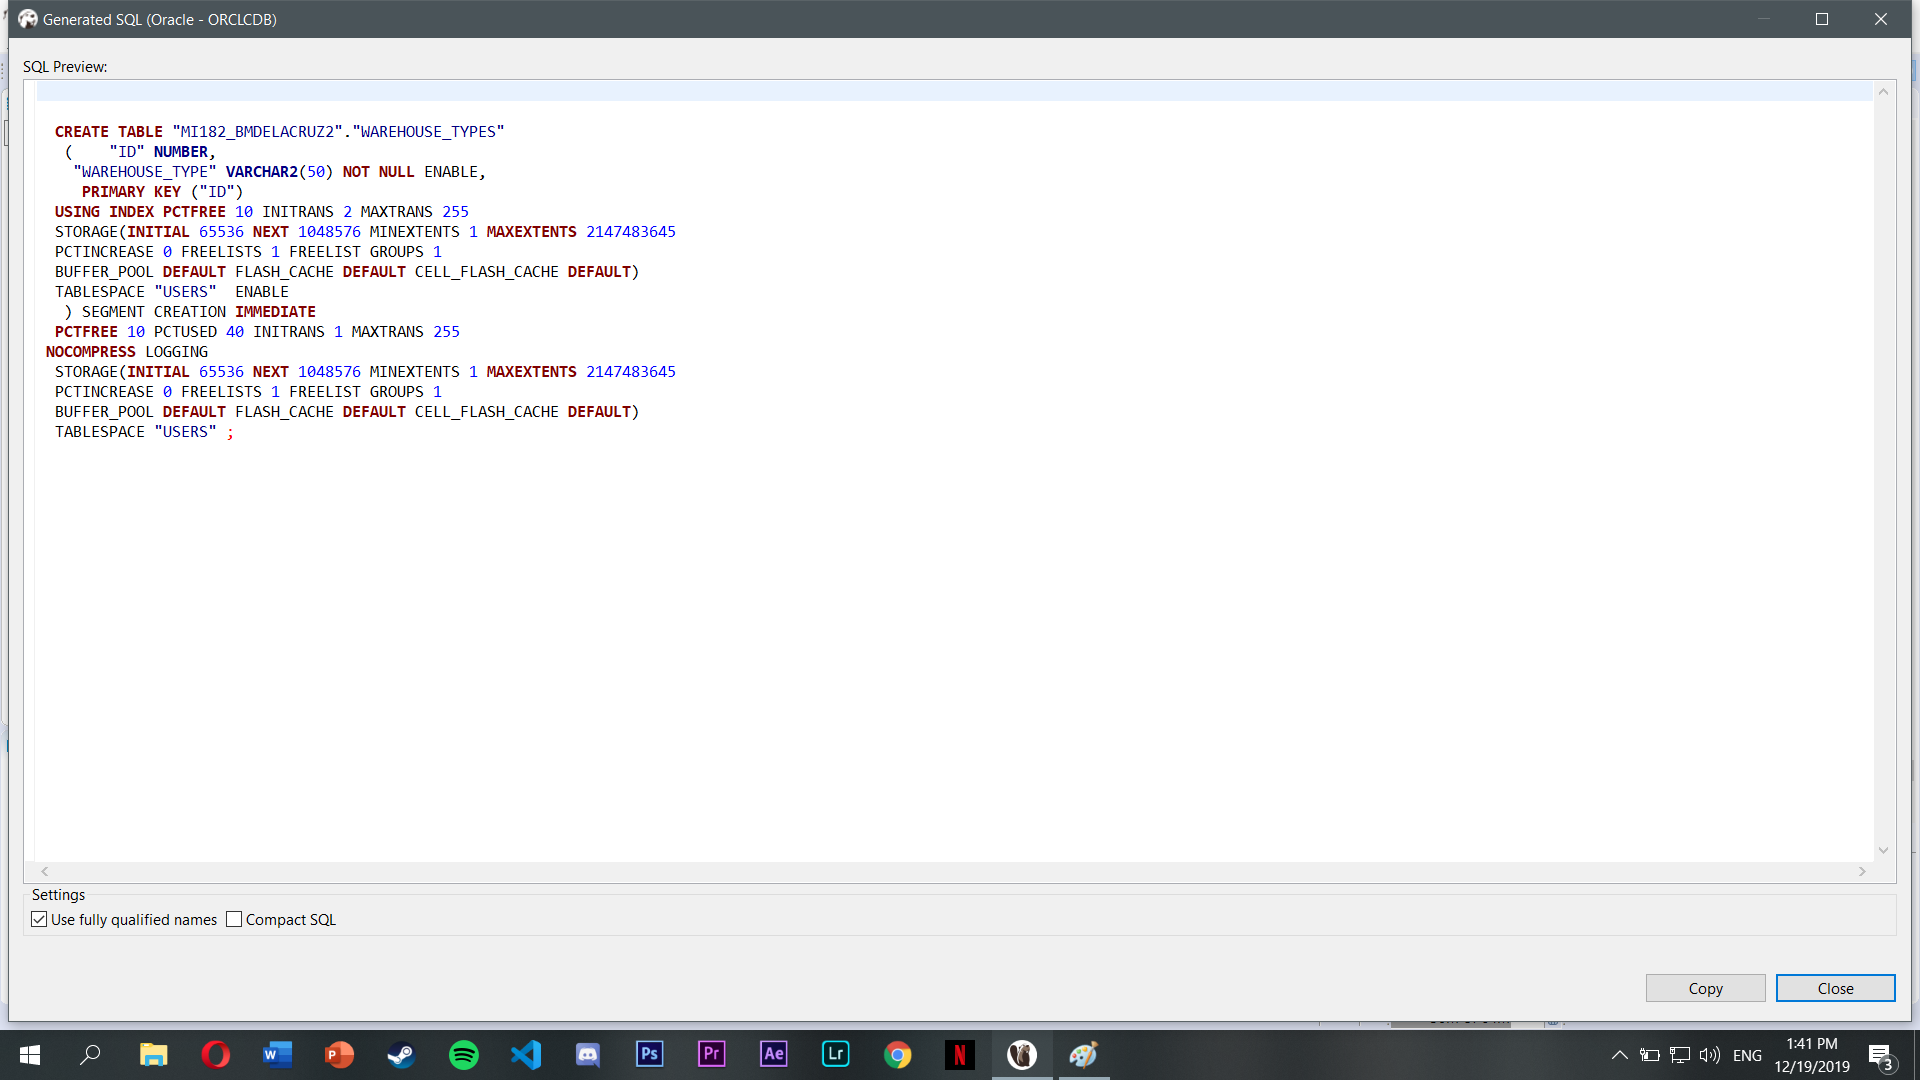 Generated SQL (Oracle - ORCLCDB)
SQL Preview:
CREATE TABLE "MI182_BMDELACRUZ2"."WAREHOUSE_TYPES"
(    "ID" NUMBER,
"WAREHOUSE_TYPE" VARCHAR2(50) NOT NULL ENABLE,
PRIMARY KEY ("ID")
USING INDEX PCTFREE 10 INITRANS 2 MAXTRANS 255
STORAGE(INITIAL 65536 NEXT 1048576 MINEXTENTS 1 MAXEXTENTS 2147483645
PCTINCREASE 0 FREELISTS 1 FREELIST GROUPS 1
BUFFER_POOL DEFAULT FLASH_CACHE DEFAULT CELL_FLASH_CACHE DEFAULT)
TABLESPACE "USERS"  ENABLE
) SEGMENT CREATION IMMEDIATE
PCTFREE 10 PCTUSED 40 INITRANS 1 MAXTRANS 255
NOCOMPRESS LOGGING
STORAGE(INITIAL 65536 NEXT 1048576 MINEXTENTS 1 MAXEXTENTS 2147483645
PCTINCREASE 0 FREELISTS 1 FREELIST GROUPS 1
BUFFER_POOL DEFAULT FLASH_CACHE DEFAULT CELL_FLASH_CACHE DEFAULT)
TABLESPACE "USERS" ;
Settings
Use fully qualified names Compact SQL
Copy Close
W P Ps Pr Ae Lr N ENG
1:41 PM
12/19/2019
3